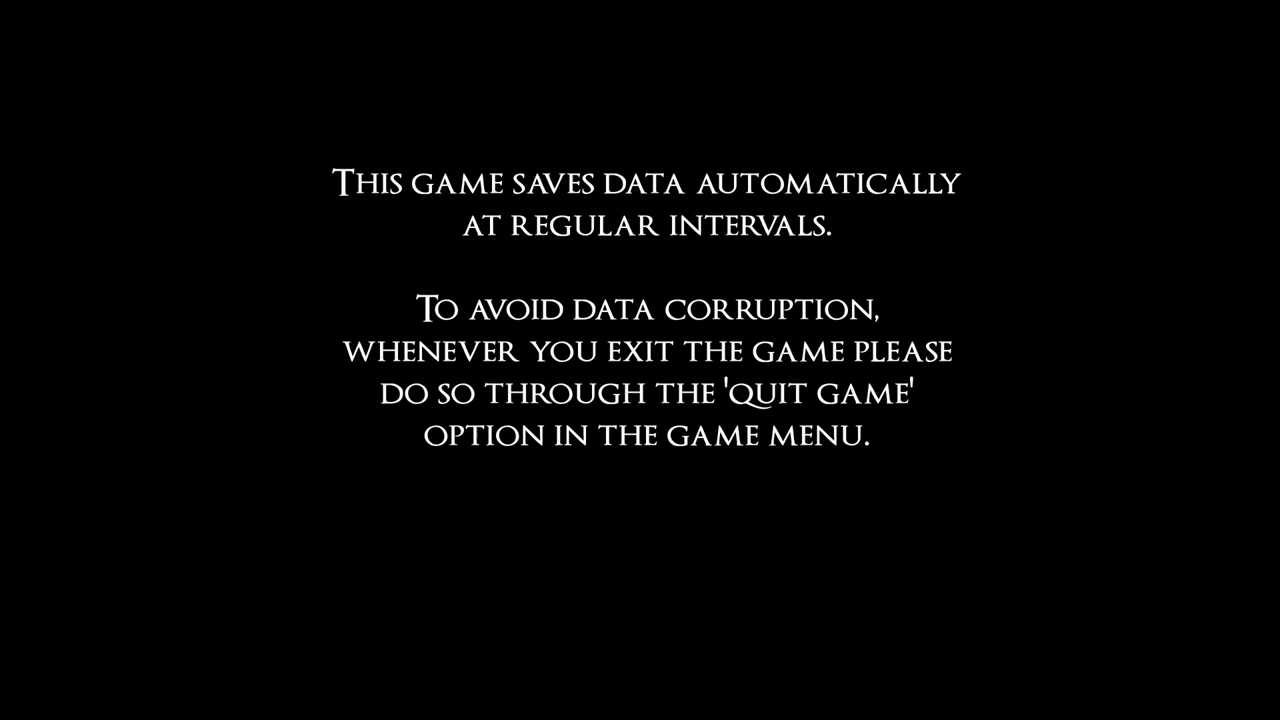 This game saves data automatically
at regular intervals.
To avoid data corruption,
whenever you exit the game please
do so through the 'quit game'
option in the game menu.